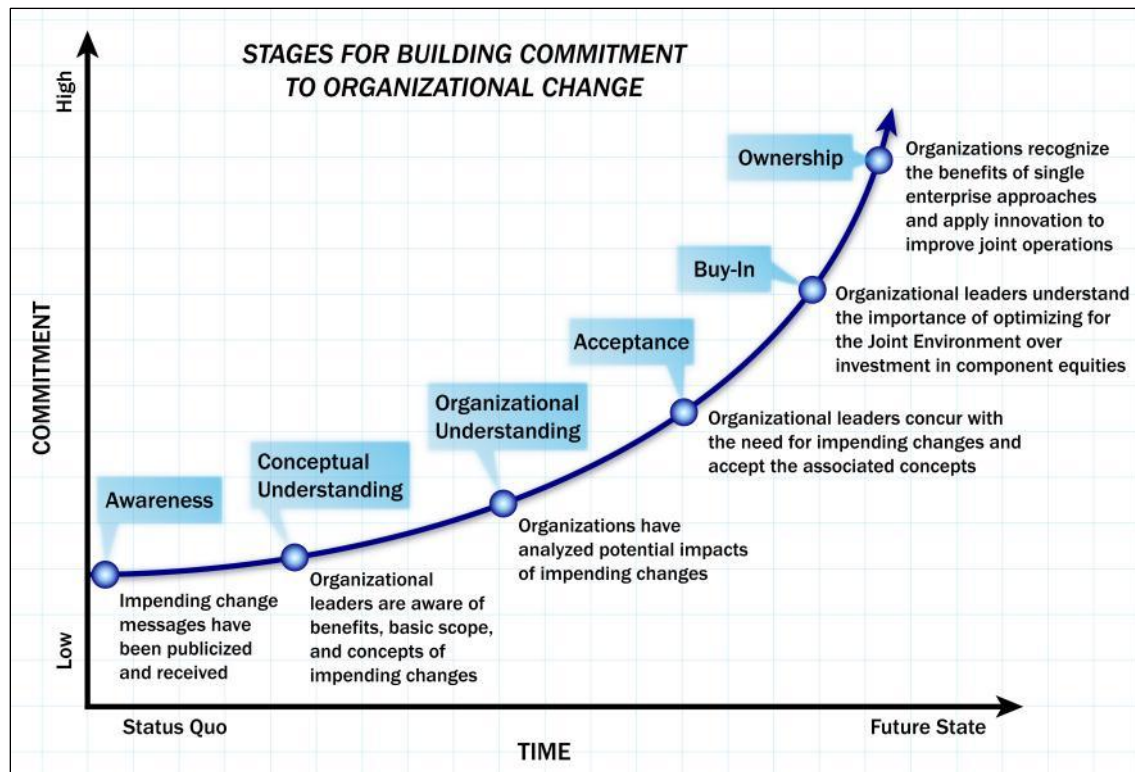 STAGES FOR BUILDING COMMITMENT
TO ORGANIZATIONAL CHANGE
High
COMMITMENT
Low
Ownership
Organizations recognize
the benefits of single
enterprise approaches
and apply innovation to
improve joint operations
Buy-In
Organizational leaders understand
the importance of optimizing for
the Joint Environment over
investment in component equities
Acceptance
Organizational leaders concur with
the need for impending changes and
accept the associated concepts
Organizational
Understanding
Organizations have
analyzed potential impacts
of impending changes
Conceptual
Understanding
Organizational
leaders are aware of
benefits, basic scope,
and concepts of
impending changes
Awareness
Impending change
messages have
been publicized
and received
Status Quo
Future State
TIME